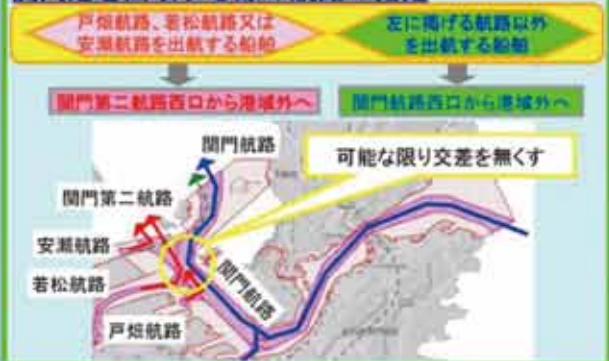 戸畑航路、若松航路又は
安瀬航路を出航する船舶
左に掲げる航路以外
を出航する船舶
関門第二航路西口から港域外へ
関門航路西口から港域外へ
関門航路
可能な限り交差を無くす
関門第二航路
安瀬航路
若松航路
関門航路
戸畑航路